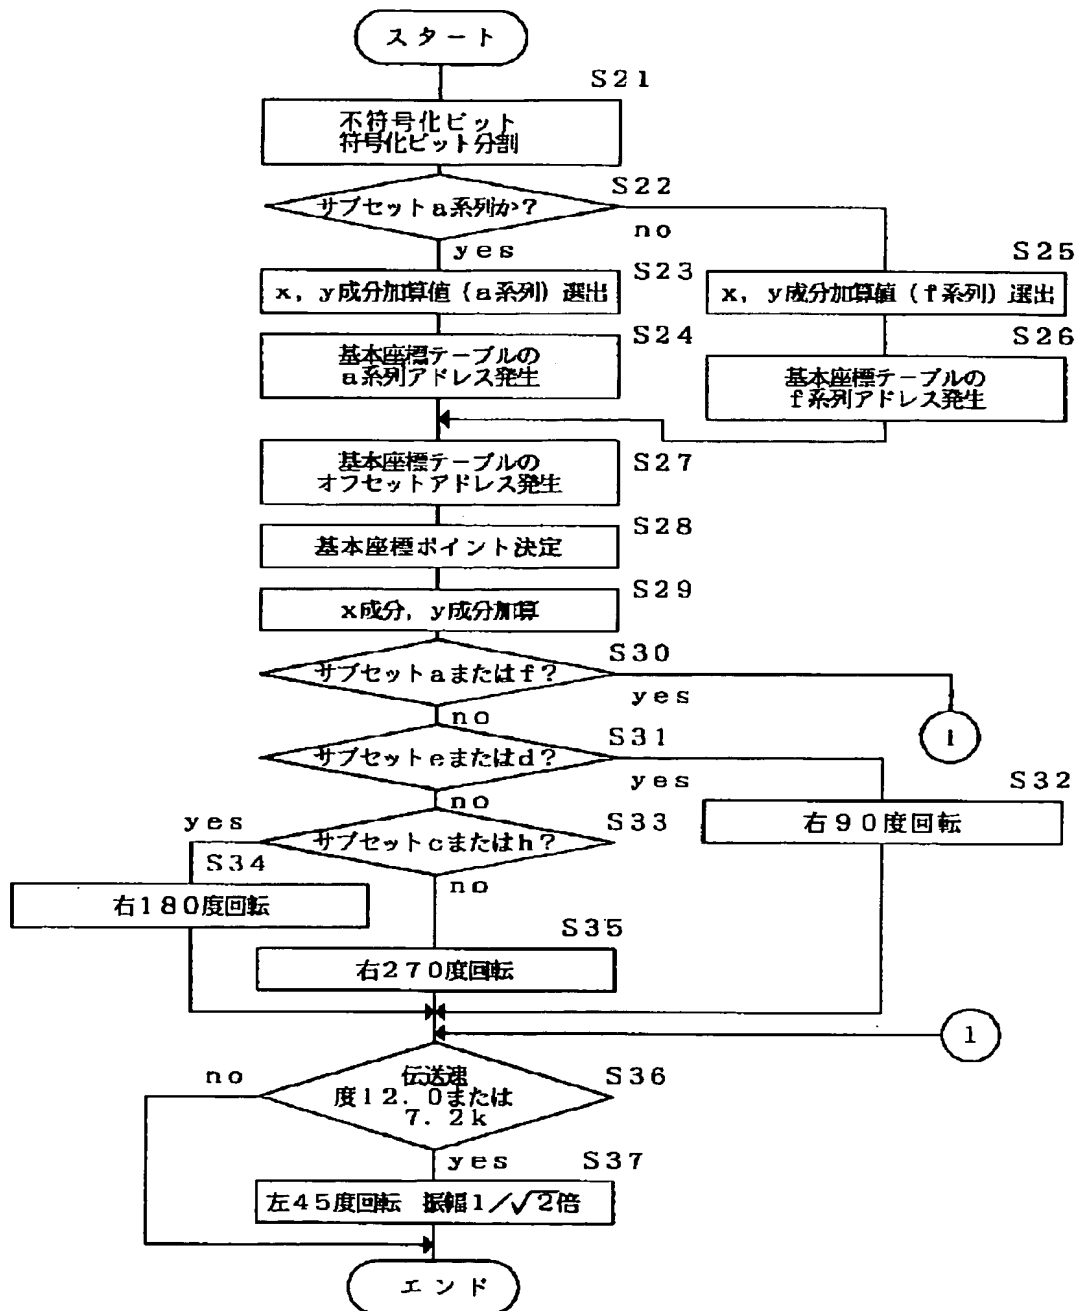 スタート
S21
不符号化ビット
符号化ビット分割
S22
サブセットa系列か?
no
yes
S23
x,y成分加算値(a系列)選出
S25
x,y成分加算値(f系列)選出
S24
基本座標テーブルの
a系列アドレス発生
S26
基本座標テーブルの
f系列アドレス発生
S27
基本座標テーブルの
オフセットアドレス発生
S28
基本座標ポイント決定
S29
x成分,y成分加算
S30
サブセットaまたはf?
yes
no
1
S31
サブセットeまたはd?
yes
no
S32
右90度回転
S33
サブセットcまたはh?
yes
no
S34
右180度回転
S35
右270度回転
1
S36
伝送速
度12.0または
7.2k
no
yes
S37
左45度回転 振幅1/√2倍
エンド